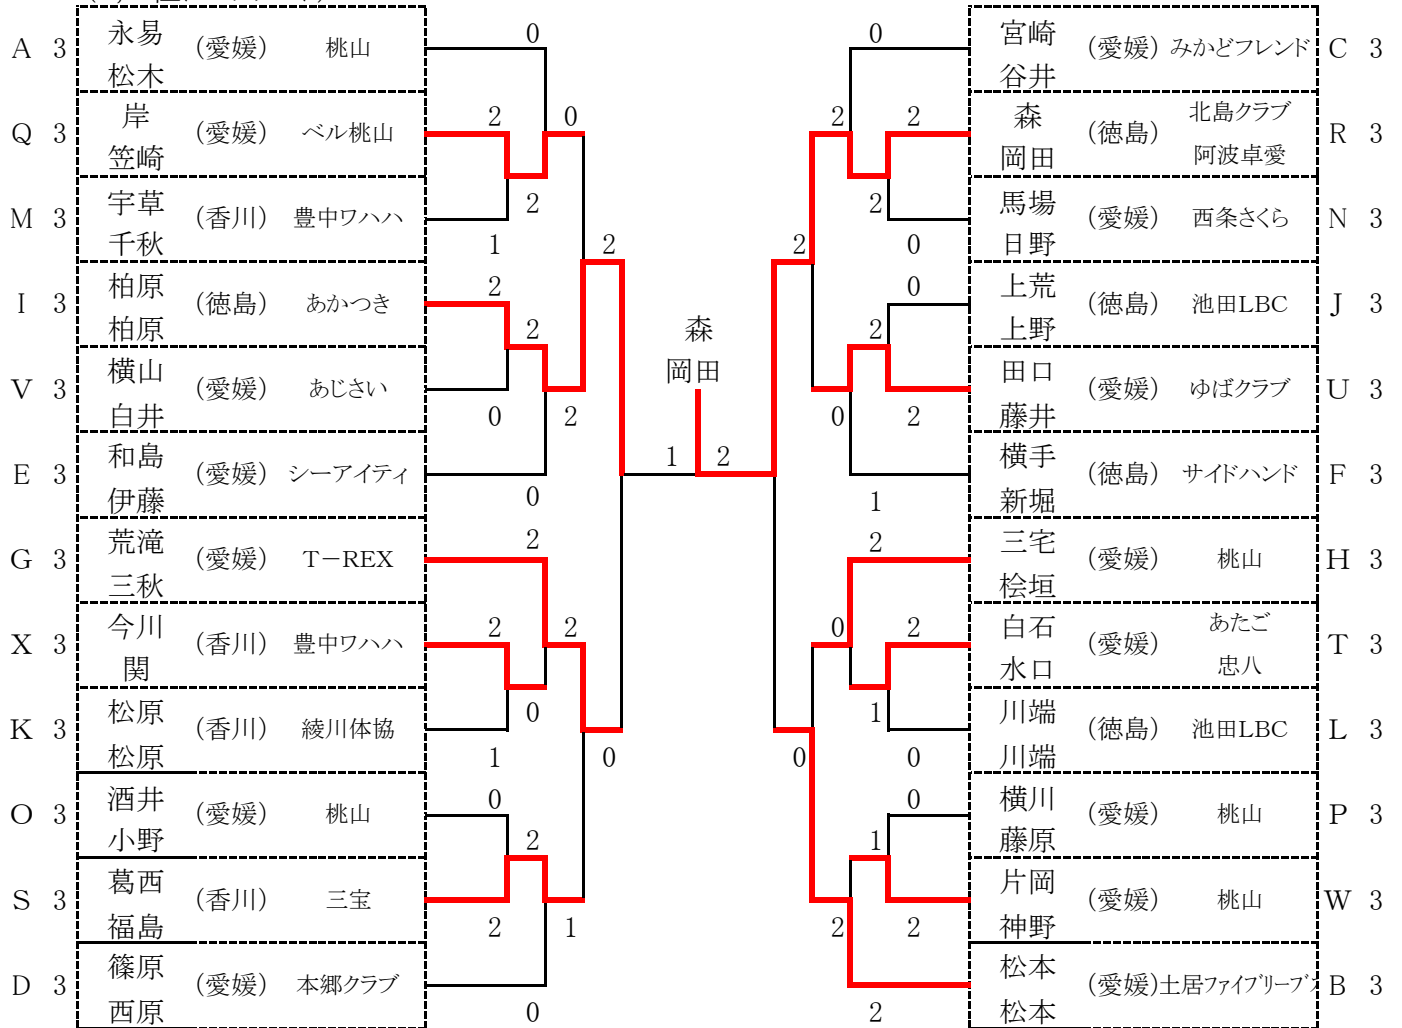 A 3 永易 松木 (愛媛) 桃山
Q 3 岸 笠崎 (愛媛) ベル桃山
M 3 宇草 千秋 (香川) 豊中ワハハ
I 3 柏原 柏原 (徳島) あかつき
V 3 横山 白井 (愛媛) あじさい
E 3 和島 伊藤 (愛媛) シーアイティ
G 3 荒滝 三秋 (愛媛) T－REX
X 3 今川 関 (香川) 豊中ワハハ
K 3 松原 松原 (香川) 綾川体協
O 3 酒井 小野 (愛媛) 桃山
S 3 葛西 福島 (香川) 三宝
D 3 篠原 西原 (愛媛) 本郷クラブ
0
2 0
2
1 2
2
2
0 2
0
2
2 2
0
1 0
0
2
2 1
0
森
岡田
1 2
0
2 2
2
2 0
0
2
0 2
1
2
0 2
1
0 0
0
1
2 2
2
宮崎 谷井 (愛媛) みかどフレンド C 3
森 岡田 (徳島) 北島クラブ 阿波卓愛 R 3
馬場 日野 (愛媛) 西条さくら N 3
上荒 上野 (徳島) 池田LBC J 3
田口 藤井 (愛媛) ゆばクラブ U 3
横手 新堀 (徳島) サイドハンド F 3
三宅 桧垣 (愛媛) 桃山 H 3
白石 水口 (愛媛) あたご 忠八 T 3
川端 川端 (徳島) 池田LBC L 3
横川 藤原 (愛媛) 桃山 P 3
片岡 神野 (愛媛) 桃山 W 3
松本 松本 (愛媛) 土居ファイブリーブ B 3